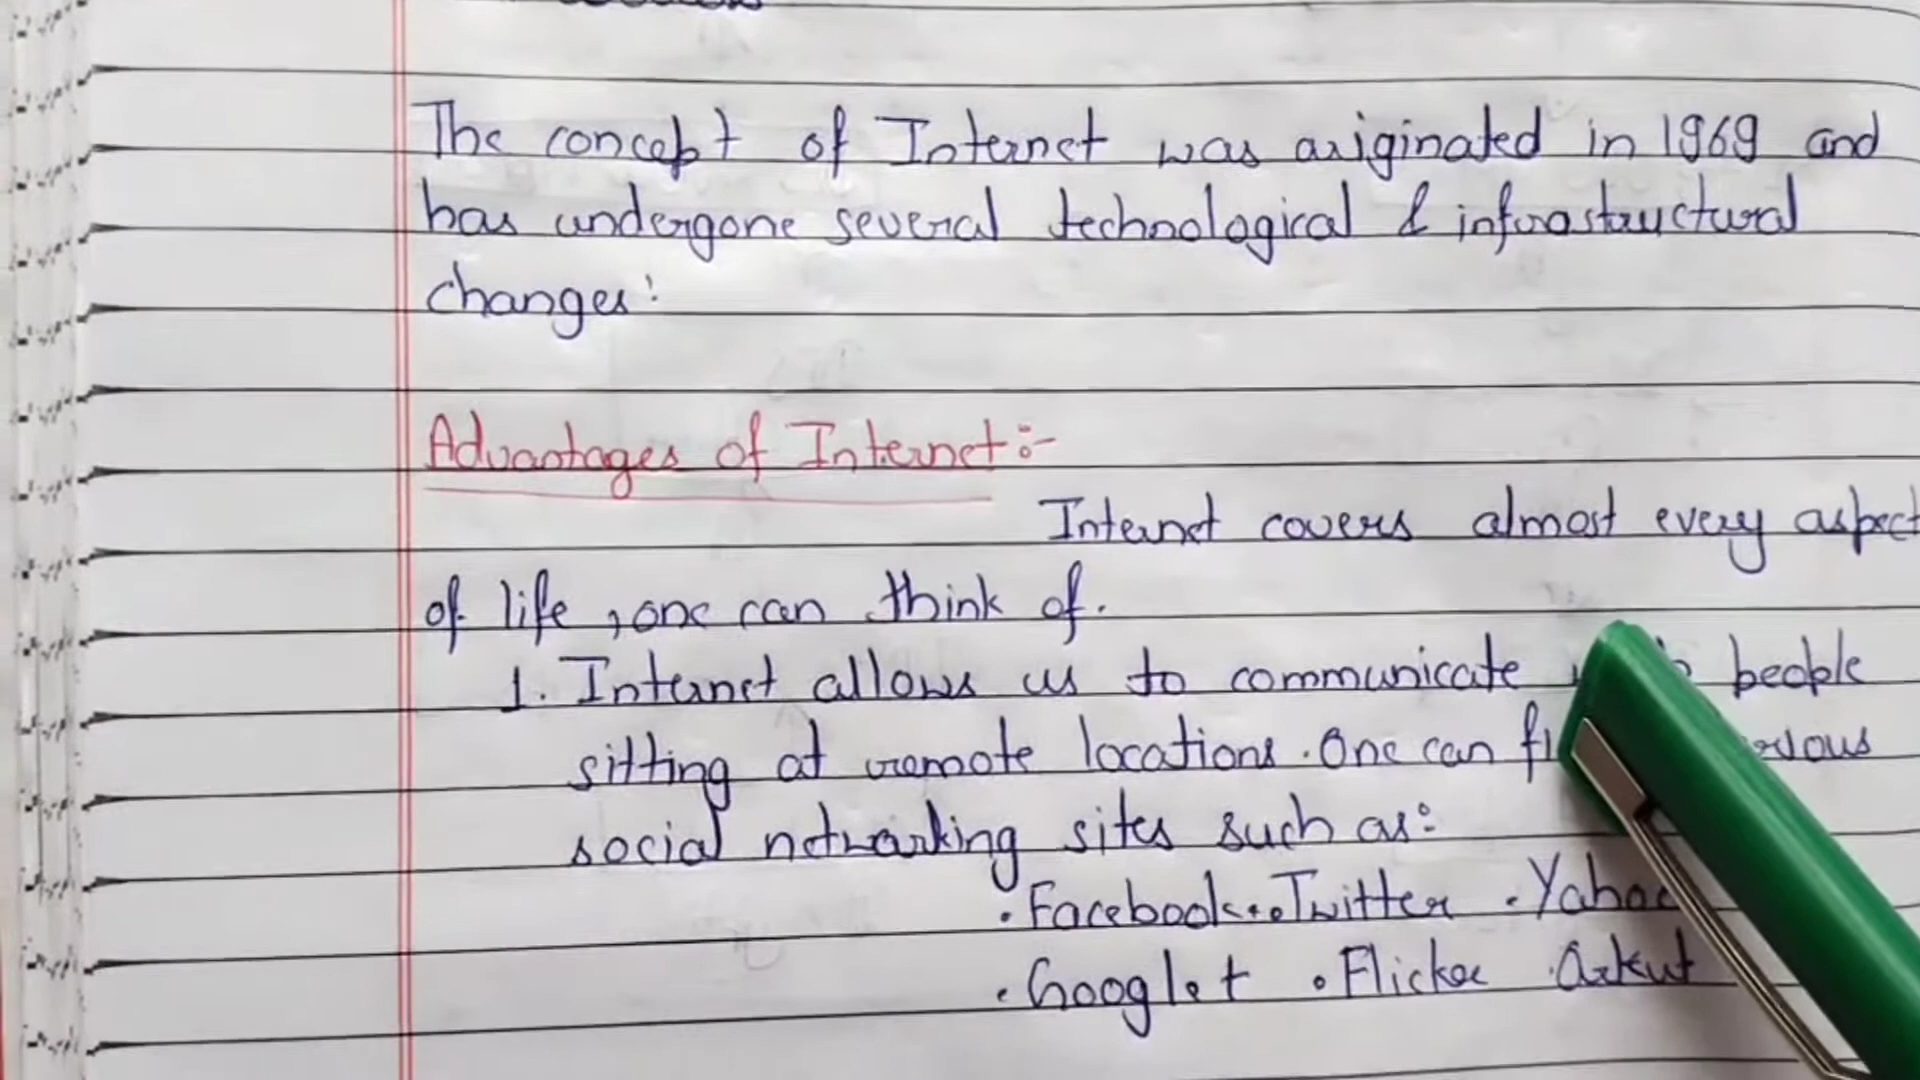 The concept of Internet was originated in 1969 and
has undergone several technological & infrastructural
changes:
Advantages of Internet:-
Internet covers almost every aspect
of life, one can think of.
1. Internet allows us to communicate people
sitting at remote locations. One can
social networking sites such as:
• Facebook • Twitter • Yahoo
• Google+ • Flicker • Orkut